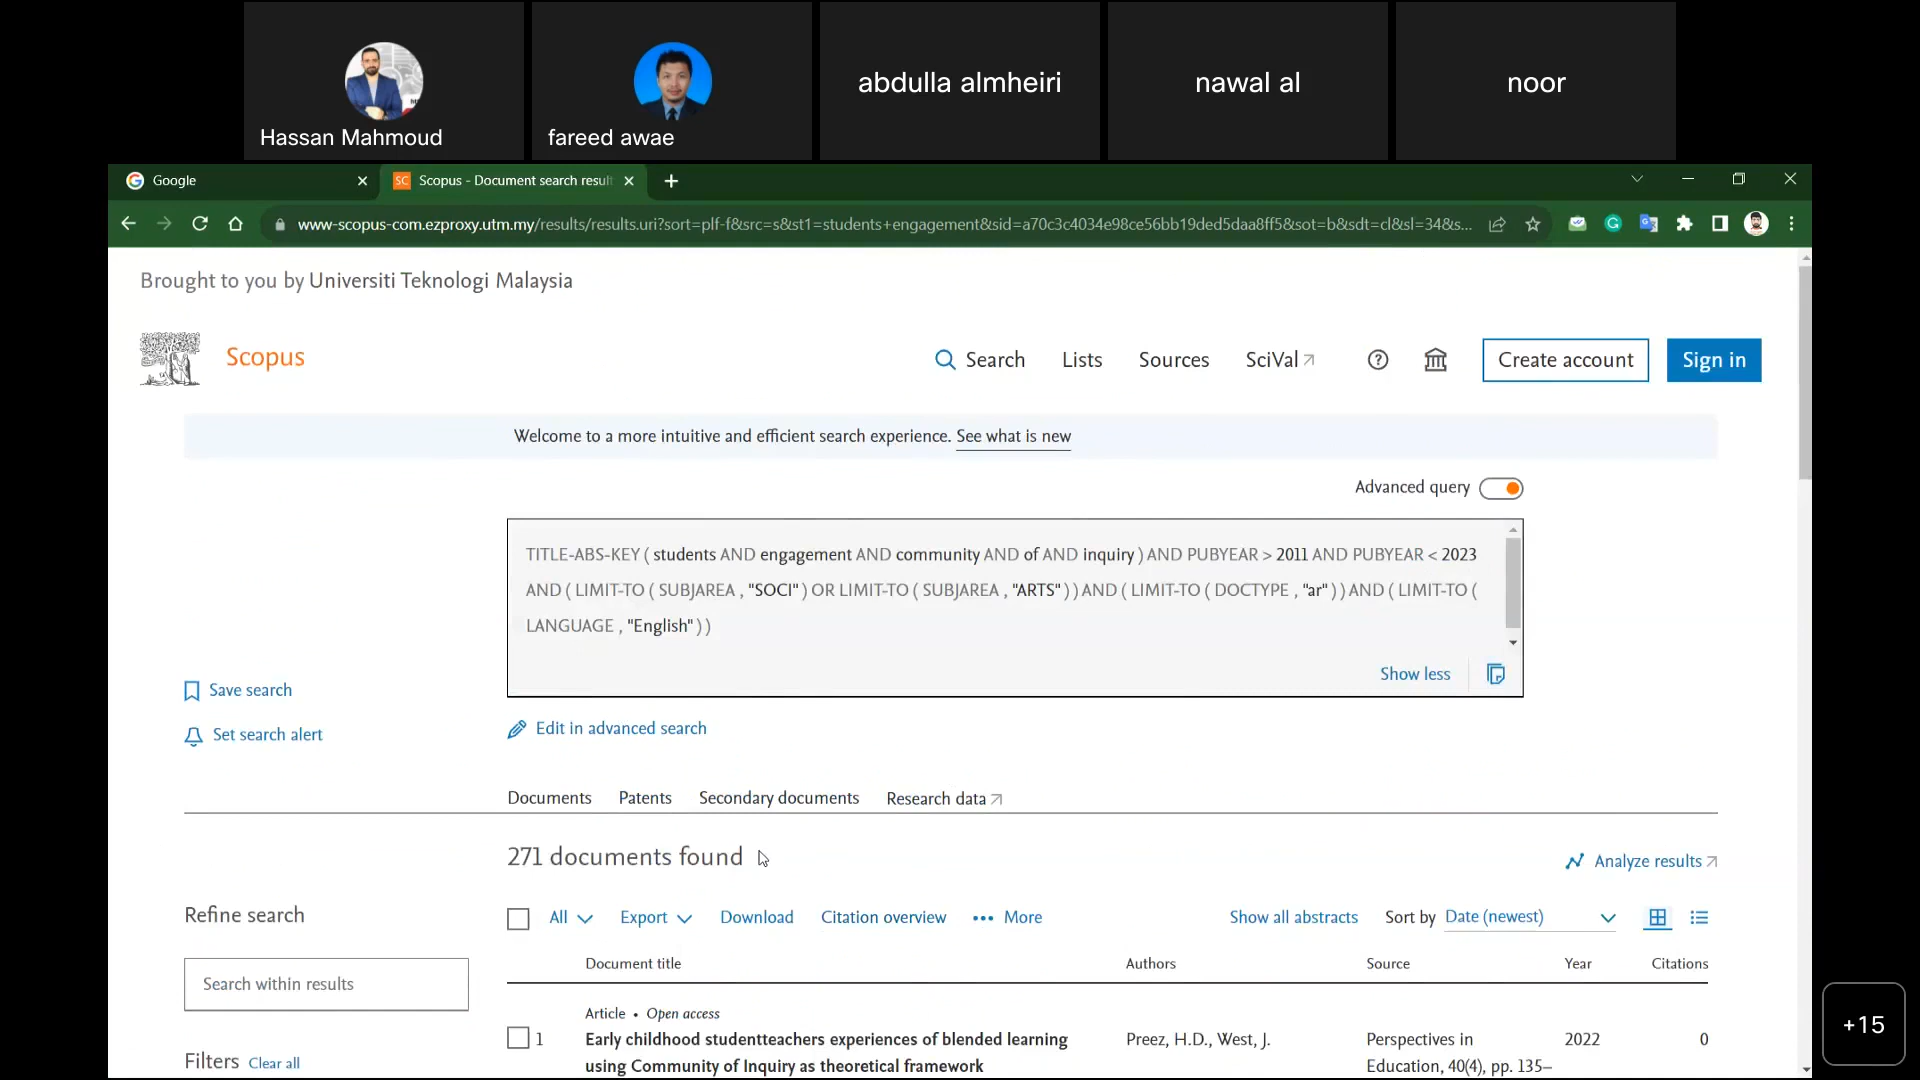 Hassan Mahmoud
fareed awae
abdulla almheiri
nawal al
noor
Google
Scopus - Document search result
www-scopus-com.ezproxy.utm.my/results/results.uri?sort=plf-f&src=s&st1=students+engagement&sid=a70c3c4034e98ce56bb19ded5daa8ff5&sot=b&sdt=cl&sl=34&s...
Brought to you by Universiti Teknologi Malaysia
Scopus
Search
Lists
Sources
SciVal
Create account
Sign in
Welcome to a more intuitive and efficient search experience. See what is new
Advanced query
TITLE-ABS-KEY ( students AND engagement AND community AND of AND inquiry ) AND PUBYEAR > 2011 AND PUBYEAR < 2023
AND ( LIMIT-TO ( SUBJAREA , "SOCI" ) OR LIMIT-TO ( SUBJAREA , "ARTS" ) ) AND ( LIMIT-TO ( DOCTYPE , "ar" ) ) AND ( LIMIT-TO (
LANGUAGE , "English" ) )
Show less
Save search
Set search alert
Edit in advanced search
Documents
Patents
Secondary documents
Research data
271 documents found
Analyze results
Refine search
All
Export
Download
Citation overview
More
Show all abstracts
Sort by
Date (newest)
Document title
Authors
Source
Year
Citations
Search within results
Article • Open access
1
Early childhood studentteachers experiences of blended learning
using Community of Inquiry as theoretical framework
Preez, H.D., West, J.
Perspectives in
Education, 40(4), pp. 135–
2022
0
Filters
Clear all
+15